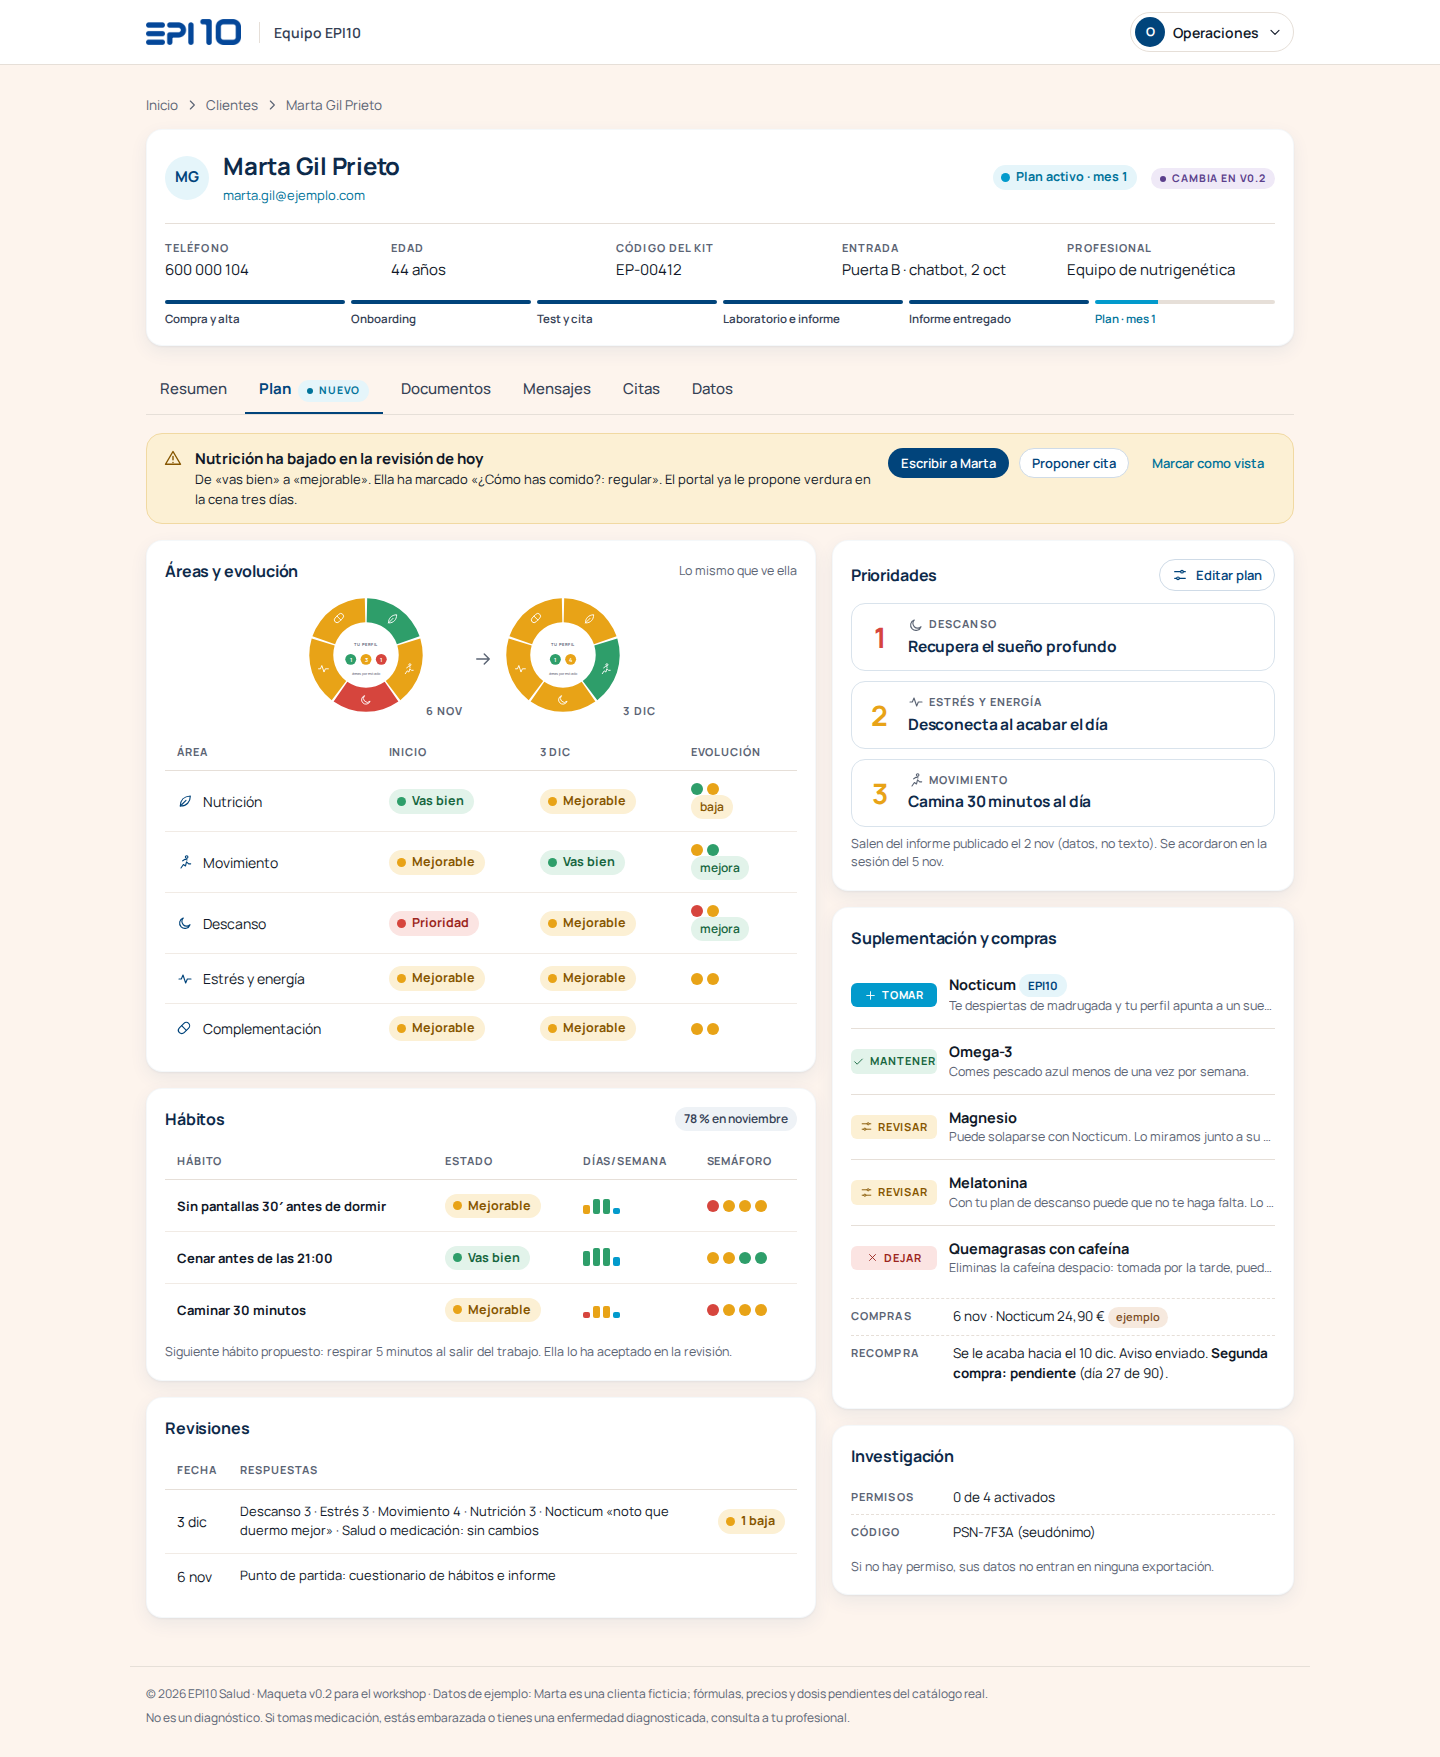 EPI10
Equipo EPI10
O Operaciones
Inicio > Clientes > Marta Gil Prieto
MG
Marta Gil Prieto
marta.gil@ejemplo.com
Plan activo · mes 1
CAMBIA EN V0.2
TELÉFONO
600 000 104
EDAD
44 años
CÓDIGO DEL KIT
EP-00412
ENTRADA
Puerta B · chatbot, 2 oct
PROFESIONAL
Equipo de nutrigenética
Compra y alta
Onboarding
Test y cita
Laboratorio e informe
Informe entregado
Plan · mes 1
Resumen
Plan NUEVO
Documentos
Mensajes
Citas
Datos
Nutrición ha bajado en la revisión de hoy
De «vas bien» a «mejorable». Ella ha marcado «¿Cómo has comido?: regular». El portal ya le propone verdura en
la cena tres días.
Escribir a Marta
Proponer cita
Marcar como vista
Áreas y evolución
Lo mismo que ve ella
TU PERFIL
1 3 1
6 NOV
TU PERFIL
1 4
3 DIC
ÁREA INICIO 3 DIC EVOLUCIÓN
Nutrición Vas bien Mejorable baja
Movimiento Mejorable Vas bien mejora
Descanso Prioridad Mejorable mejora
Estrés y energía Mejorable Mejorable
Complementación Mejorable Mejorable
Hábitos
78 % en noviembre
HÁBITO ESTADO DÍAS/SEMANA SEMÁFORO
Sin pantallas 30′ antes de dormir Mejorable
Cenar antes de las 21:00 Vas bien
Caminar 30 minutos Mejorable
Siguiente hábito propuesto: respirar 5 minutos al salir del trabajo. Ella lo ha aceptado en la revisión.
Revisiones
FECHA RESPUESTAS
3 dic
Descanso 3 · Estrés 3 · Movimiento 4 · Nutrición 3 · Nocticum «noto que
duermo mejor» · Salud o medicación: sin cambios
1 baja
6 nov
Punto de partida: cuestionario de hábitos e informe
Prioridades
Editar plan
1
DESCANSO
Recupera el sueño profundo
2
ESTRÉS Y ENERGÍA
Desconecta al acabar el día
3
MOVIMIENTO
Camina 30 minutos al día
Salen del informe publicado el 2 nov (datos, no texto). Se acordaron en la
sesión del 5 nov.
Suplementación y compras
TOMAR
Nocticum EPI10
Te despiertas de madrugada y tu perfil apunta a un sue…
MANTENER
Omega-3
Comes pescado azul menos de una vez por semana.
REVISAR
Magnesio
Puede solaparse con Nocticum. Lo miramos junto a su …
REVISAR
Melatonina
Con tu plan de descanso puede que no te haga falta. Lo …
DEJAR
Quemagrasas con cafeína
Eliminas la cafeína despacio: tomada por la tarde, pued…
COMPRAS
6 nov · Nocticum 24,90 € ejemplo
RECOMPRA
Se le acaba hacia el 10 dic. Aviso enviado. Segunda
compra: pendiente (día 27 de 90).
Investigación
PERMISOS
0 de 4 activados
CÓDIGO
PSN-7F3A (seudónimo)
Si no hay permiso, sus datos no entran en ninguna exportación.
© 2026 EPI10 Salud · Maqueta v0.2 para el workshop · Datos de ejemplo: Marta es una clienta ficticia; fórmulas, precios y dosis pendientes del catálogo real.
No es un diagnóstico. Si tomas medicación, estás embarazada o tienes una enfermedad diagnosticada, consulta a tu profesional.